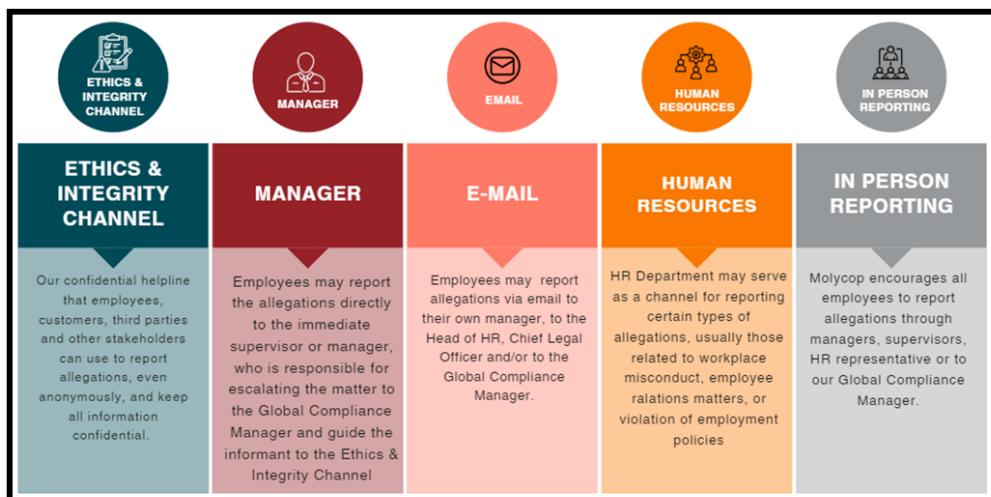 ETHICS &
INTEGRITY
CHANNEL
MANAGER
EMAIL
HUMAN
RESOURCES
IN PERSON
REPORTING
ETHICS &
INTEGRITY
CHANNEL
Our confidential helpline
that employees,
customers, third parties
and other stakeholders
can use to report
allegations, even
anonymously, and keep
all information
confidential.
MANAGER
Employees may report
the allegations directly
to the immediate
supervisor or manager,
who is responsible for
escalating the matter to
the Global Compliance
Manager and guide the
informant to the Ethics &
Integrity Channel
E-MAIL
Employees may report
allegations via email to
their own manager, to
the Head of HR, Chief Legal
Officer and/or to the
Global Compliance
Manager.
HUMAN
RESOURCES
HR Department may serve
as a channel for reporting
certain types of
allegations, usually those
related to workplace
misconduct, employee
ralations matters, or
violation of employment
policies
IN PERSON
REPORTING
Molycop encourages all
employees to report
allegations through
managers, supervisors,
HR representative or to
our Global Compliance
Manager.